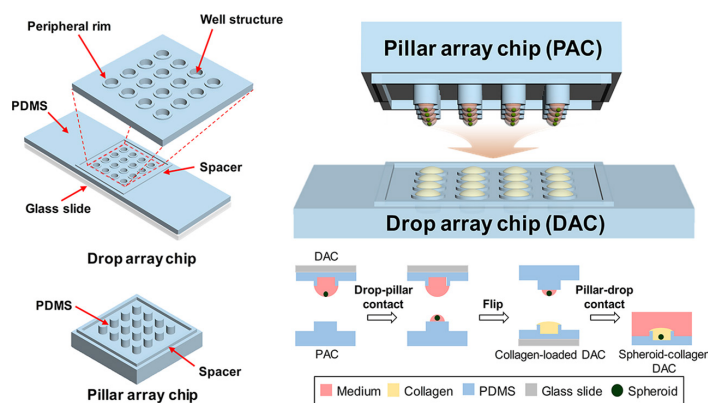 Peripheral rim
Well structure
PDMS
Spacer
Glass slide
Drop array chip
PDMS
Spacer
Pillar array chip
Pillar array chip (PAC)
Drop array chip (DAC)
DAC
Drop-pillar
contact
Flip
Pillar-drop
contact
PAC
Collagen-loaded DAC
Spheroid-collager
DAC
Medium
Collagen
PDMS
Glass slide
Spheroid